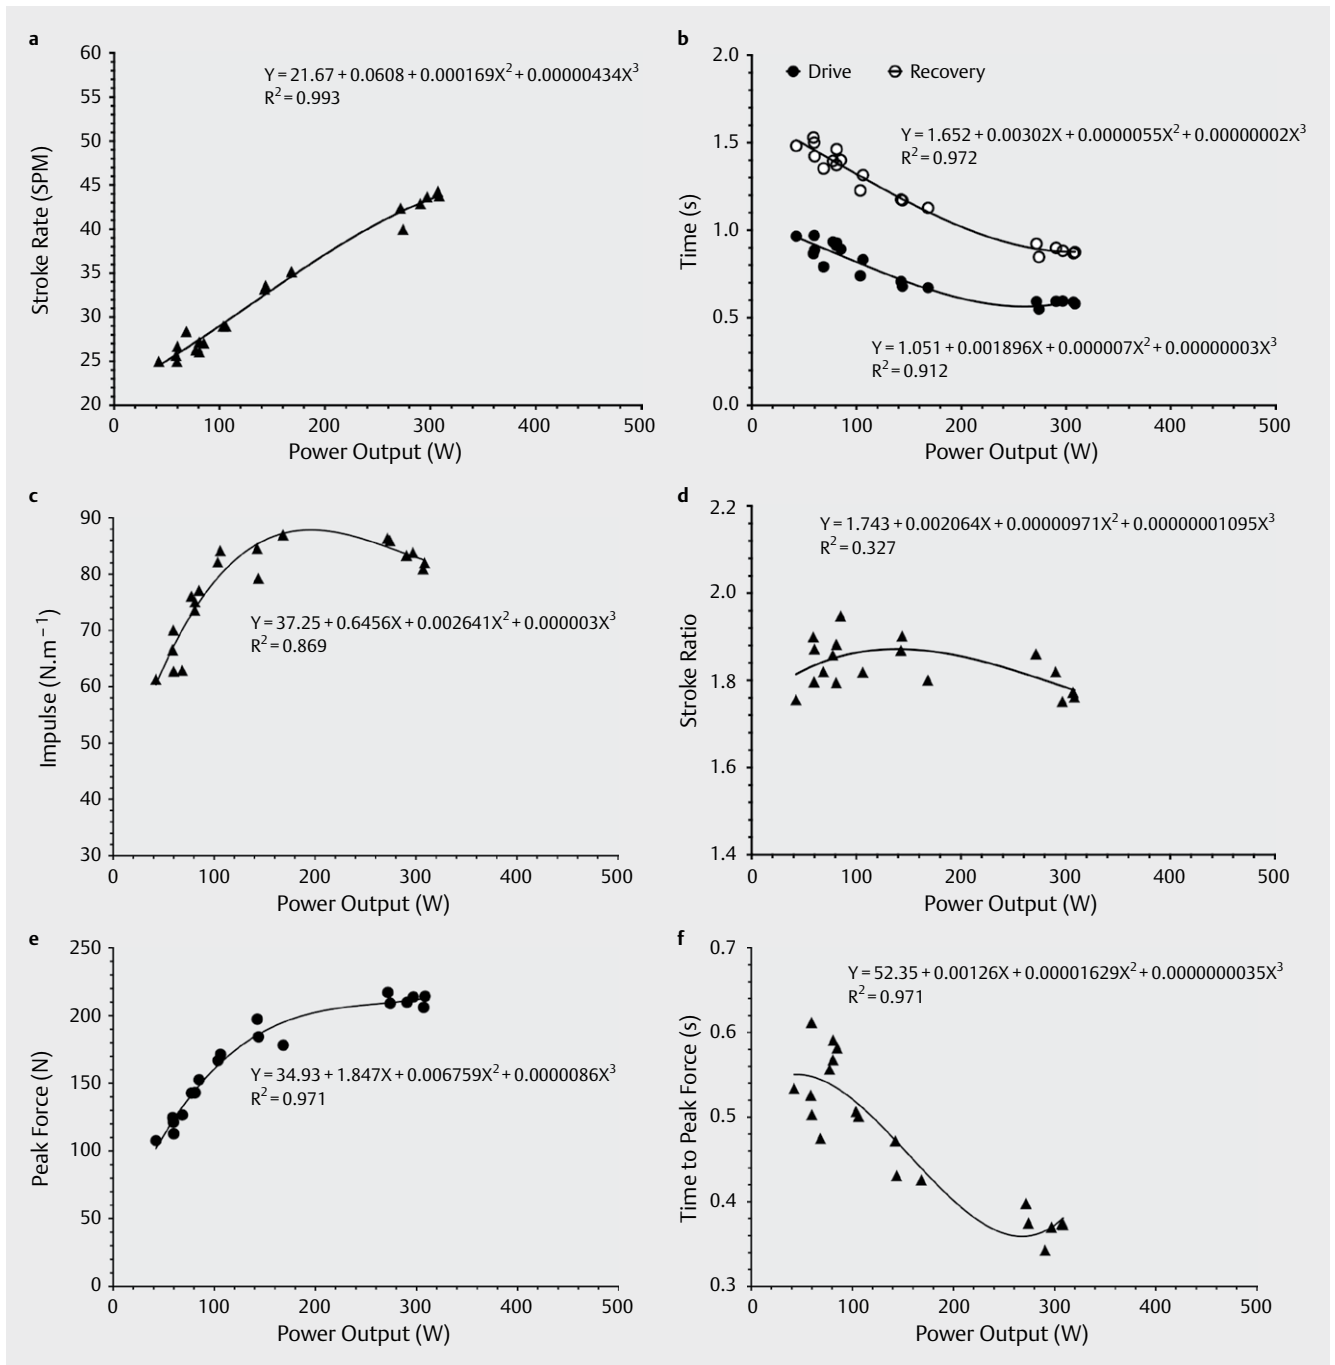 a
60
55
50
45
40
35
30
25
20
Stroke Rate (SPM)
Y = 21.67 + 0.0608 + 0.000169X² + 0.00000434X³
R² = 0.993
0 100 200 300 400 500
Power Output (W)
b
2.0
1.5
1.0
0.5
0.0
Time (s)
Drive Recovery
Y = 1.652 + 0.00302X + 0.0000055X² + 0.00000002X³
R² = 0.972
Y = 1.051 + 0.001896X + 0.000007X² + 0.00000003X³
R² = 0.912
0 100 200 300 400 500
Power Output (W)
c
90
80
70
60
50
40
30
Impulse (N.m⁻¹)
Y = 37.25 + 0.6456X + 0.002641X² + 0.000003X³
R² = 0.869
0 100 200 300 400 500
Power Output (W)
d
2.2
2.0
1.8
1.6
1.4
Stroke Ratio
Y = 1.743 + 0.002064X + 0.00000971X² + 0.00000001095X³
R² = 0.327
0 100 200 300 400 500
Power Output (W)
e
250
200
150
100
50
0
Peak Force (N)
Y = 34.93 + 1.847X + 0.006759X² + 0.0000086X³
R² = 0.971
0 100 200 300 400 500
Power Output (W)
f
0.7
0.6
0.5
0.4
0.3
Time to Peak Force (s)
Y = 52.35 + 0.00126X + 0.00001629X² + 0.0000000035X³
R² = 0.971
0 100 200 300 400 500
Power Output (W)